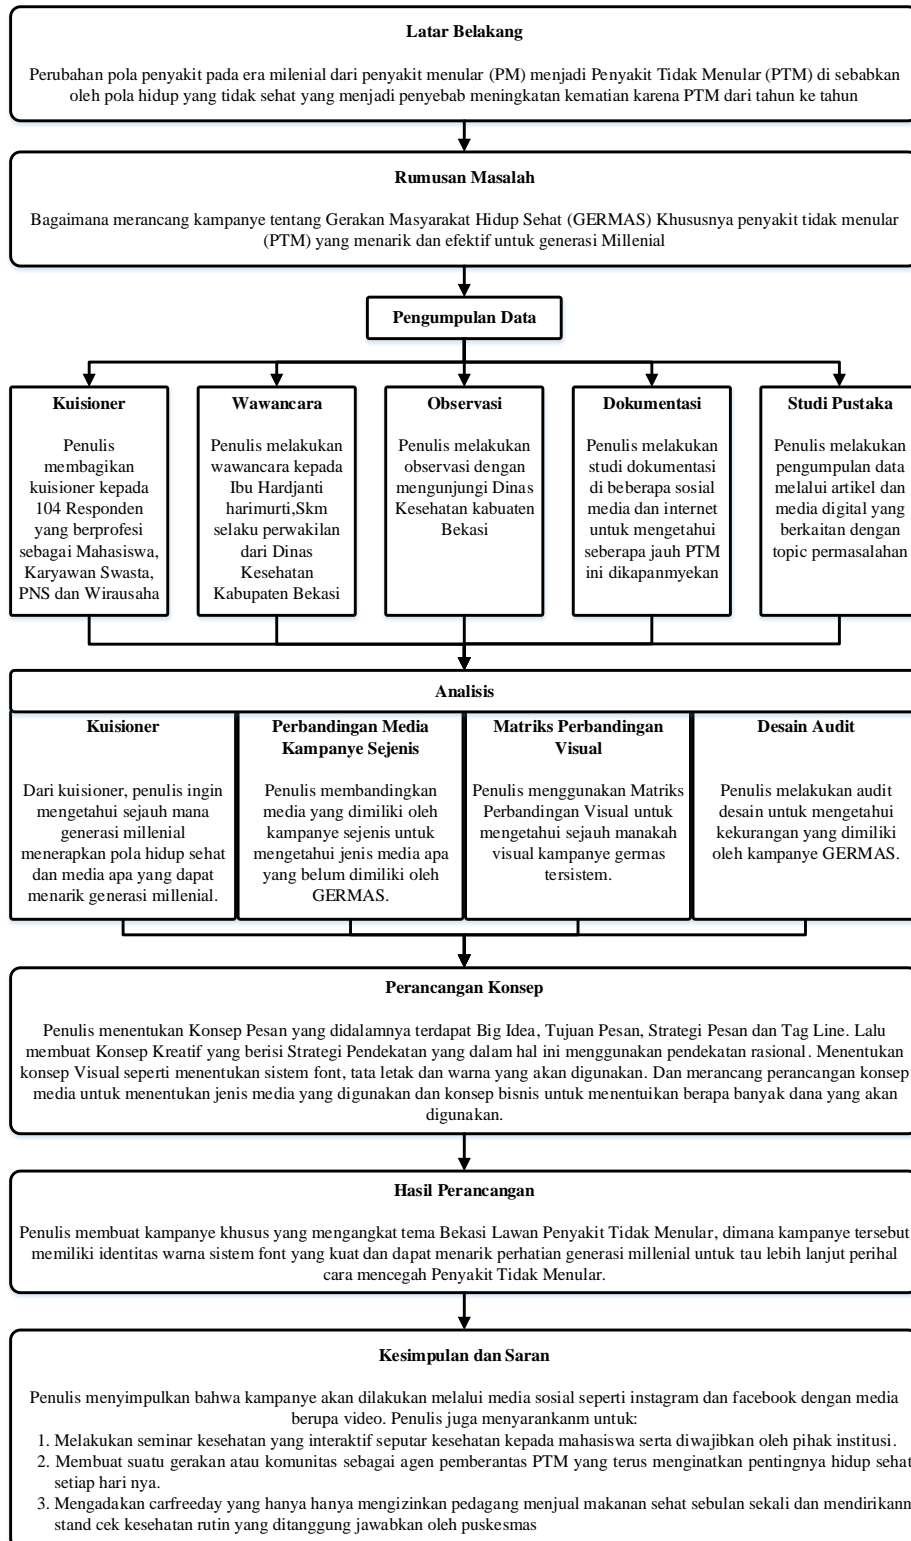 Latar Belakang
Perubahan pola penyakit pada era milenial dari penyakit menular (PM) menjadi Penyakit Tidak Menular (PTM) di sebabkan
oleh pola hidup yang tidak sehat yang menjadi penyebab meningkatan kematian karena PTM dari tahun ke tahun
Rumusan Masalah
Bagaimana merancang kampanye tentang Gerakan Masyarakat Hidup Sehat (GERMAS) Khususnya penyakit tidak menular
(PTM) yang menarik dan efektif untuk generasi Millenial
Pengumpulan Data
Kuisioner
Penulis
membagikan
kuisioner kepada
104 Responden
yang berprofesi
sebagai Mahasiswa,
Karyawan Swasta,
PNS dan Wirausaha
Wawancara
Penulis melakukan
wawancara kepada
Ibu Hardjanti
harimurti,Skm
selaku perwakilan
dari Dinas
Kesehatan
Kabupaten Bekasi
Observasi
Penulis melakukan
observasi dengan
mengunjungi Dinas
Kesehatan kabuaten
Bekasi
Dokumentasi
Penulis melakukan
studi dokumentasi
di beberapa sosial
media dan internet
untuk mengetahui
seberapa jauh PTM
ini dikapanmyekan
Studi Pustaka
Penulis melakukan
pengumpulan data
melalui artikel dan
media digital yang
berkaitan dengan
topic permasalahan
Analisis
Kuisioner
Dari kuisioner, penulis ingin
mengetahui sejauh mana
generasi millenial
menerapkan pola hidup sehat
dan media apa yang dapat
menarik generasi millenial.
Perbandingan Media
Kampanye Sejenis
Penulis membandingkan
media yang dimiliki oleh
kampanye sejenis untuk
mengetahui jenis media apa
yang belum dimiliki oleh
GERMAS.
Matriks Perbandingan
Visual
Penulis menggunakan Matriks
Perbandingan Visual untuk
mengetahui sejauh manakah
visual kampanye germas
tersistem.
Desain Audit
Penulis melakukan audit
desain untuk mengetahui
kekurangan yang dimiliki
oleh kampanye GERMAS.
Perancangan Konsep
Penulis menentukan Konsep Pesan yang didalamnya terdapat Big Idea, Tujuan Pesan, Strategi Pesan dan Tag Line. Lalu
membuat Konsep Kreatif yang berisi Strategi Pendekatan yang dalam hal ini menggunakan pendekatan rasional. Menentukan
konsep Visual seperti menentukan sistem font, tata letak dan warna yang akan digunakan. Dan merancang perancangan konsep
media untuk menentukan jenis media yang digunakan dan konsep bisnis untuk menentuikan berapa banyak dana yang akan
digunakan.
Hasil Perancangan
Penulis membuat kampanye khusus yang mengangkat tema Bekasi Lawan Penyakit Tidak Menular, dimana kampanye tersebut
memiliki identitas warna sistem font yang kuat dan dapat menarik perhatian generasi millenial untuk tau lebih lanjut perihal
cara mencegah Penyakit Tidak Menular.
Kesimpulan dan Saran
Penulis menyimpulkan bahwa kampanye akan dilakukan melalui media sosial seperti instagram dan facebook dengan media
berupa video. Penulis juga menyarankanm untuk:
1. Melakukan seminar kesehatan yang interaktif seputar kesehatan kepada mahasiswa serta diwajibkan oleh pihak institusi.
2. Membuat suatu gerakan atau komunitas sebagai agen pemberantas PTM yang terus menginatkan pentingnya hidup sehat
setiap hari nya.
3. Mengadakan carfreeday yang hanya hanya mengizinkan pedagang menjual makanan sehat sebulan sekali dan mendirikann
stand cek kesehatan rutin yang ditanggung jawabkan oleh puskesmas